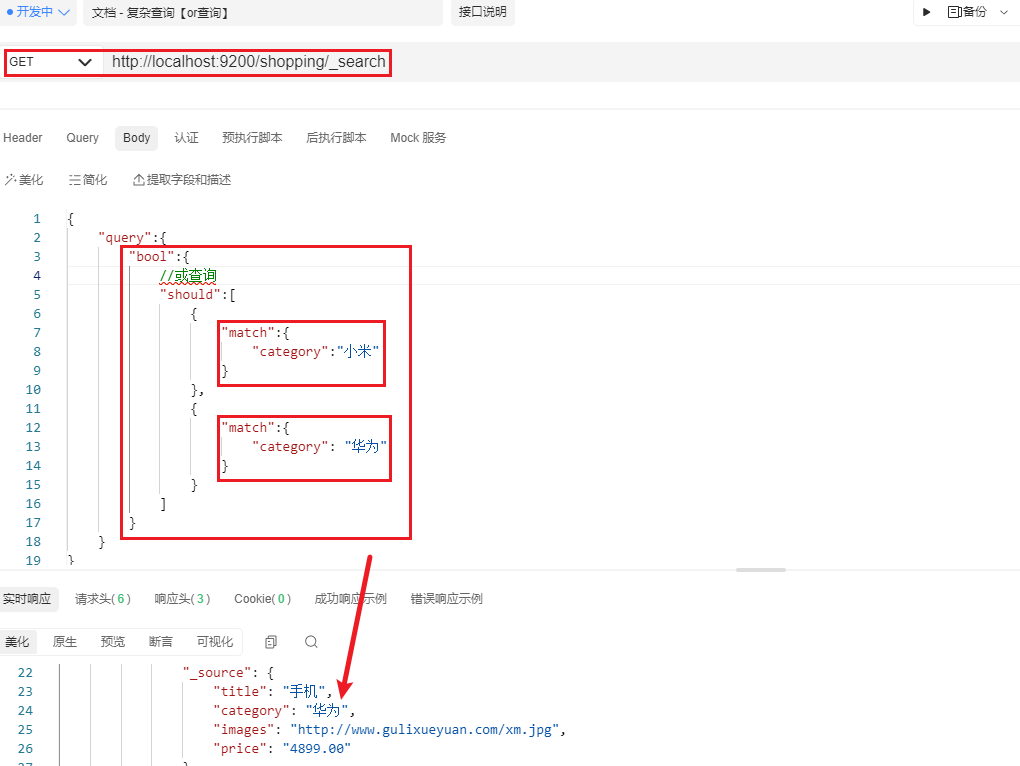 开发中 文档 - 复杂查询【or查询】 接口说明 备份
GET http://localhost:9200/shopping/_search
Header Query Body 认证 预执行脚本 后执行脚本 Mock 服务
美化 简化 提取字段和描述
1 {
2 "query":{
3 "bool":{
4 //或查询
5 "should":[
6 {
7 "match":{
8 "category":"小米"
9 }
10 },
11 {
12 "match":{
13 "category": "华为"
14 }
15 }
16 ]
17 }
18 }
19 }
实时响应 请求头(6) 响应头(3) Cookie(0) 成功响应示例 错误响应示例
美化 原生 预览 断言 可视化
22 "_source": {
23 "title": "手机",
24 "category": "华为",
25 "images": "http://www.gulixueyuan.com/xm.jpg",
26 "price": "4899.00"
27 }